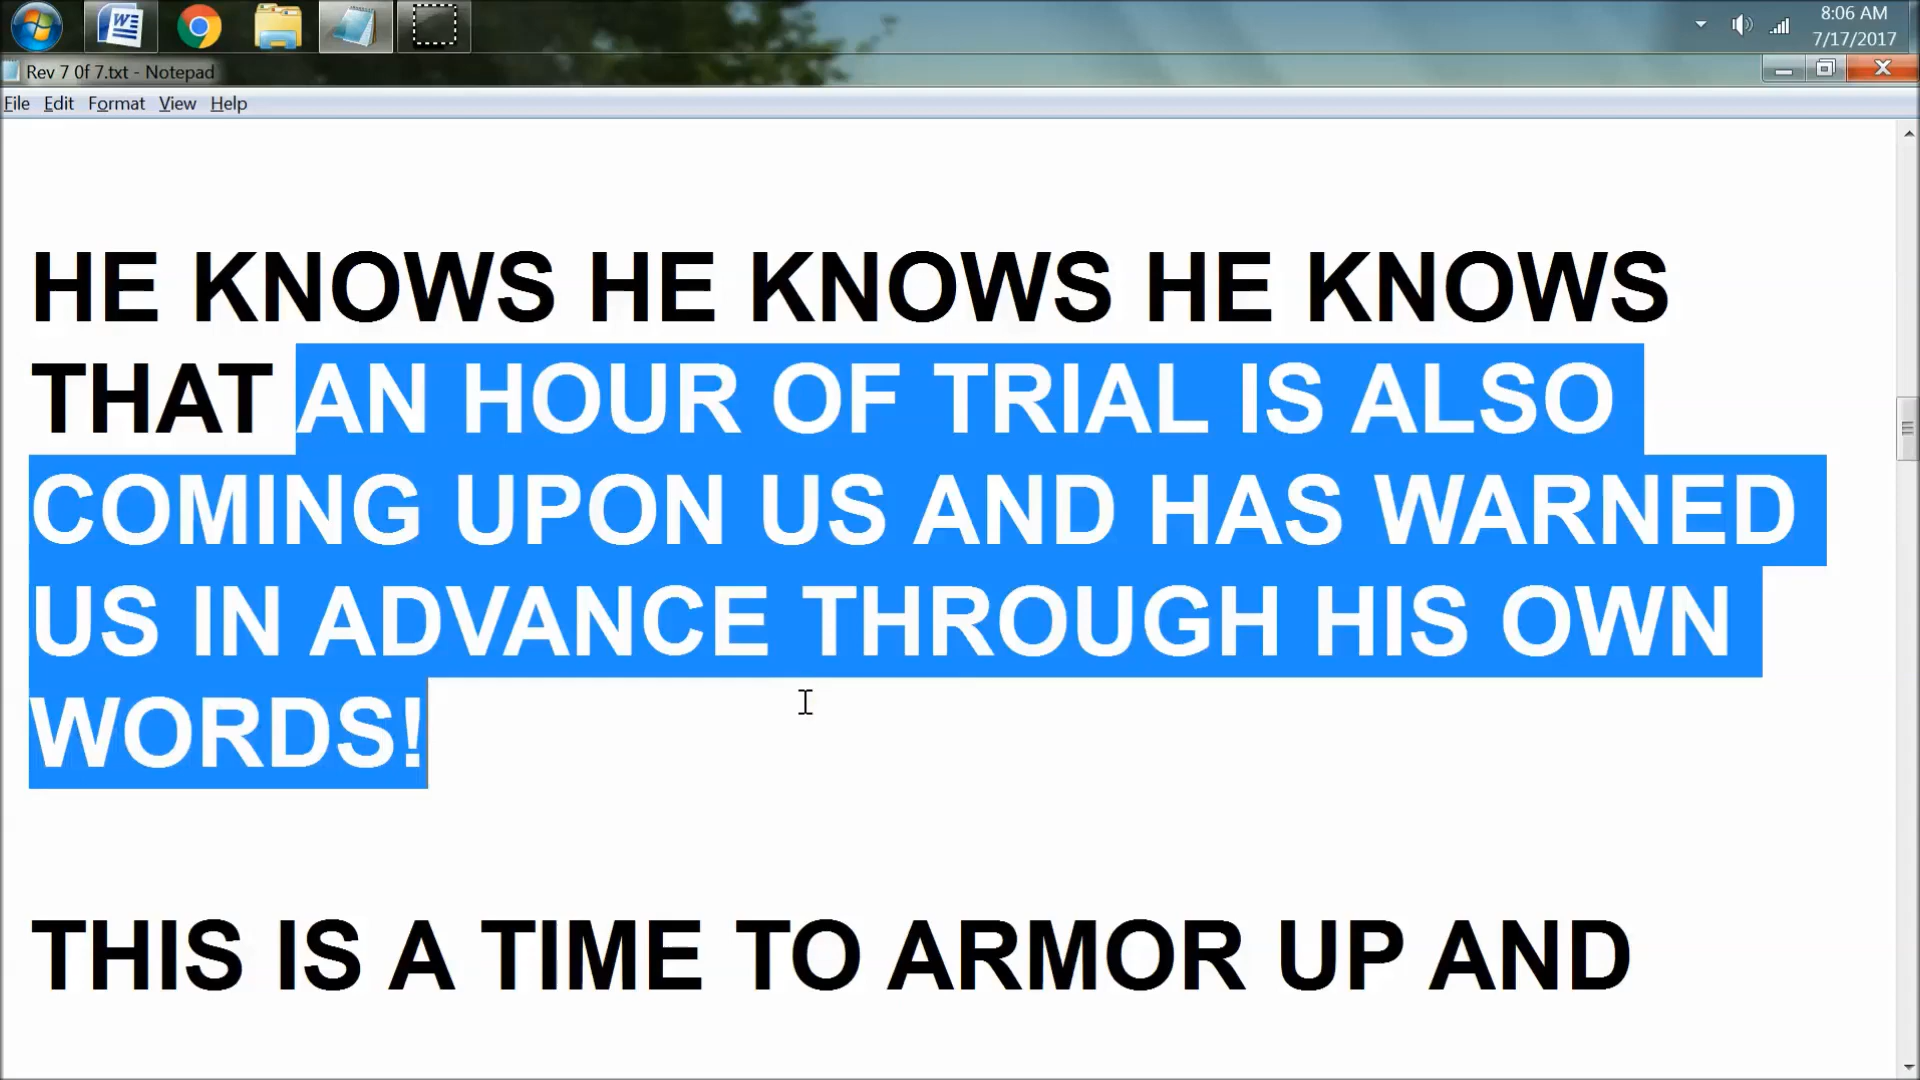 8:06 AM
7/17/2017
Rev 7 0f 7.txt - Notepad
File Edit Format View Help
HE KNOWS HE KNOWS HE KNOWS
THAT AN HOUR OF TRIAL IS ALSO
COMING UPON US AND HAS WARNED
US IN ADVANCE THROUGH HIS OWN
WORDS!
THIS IS A TIME TO ARMOR UP AND